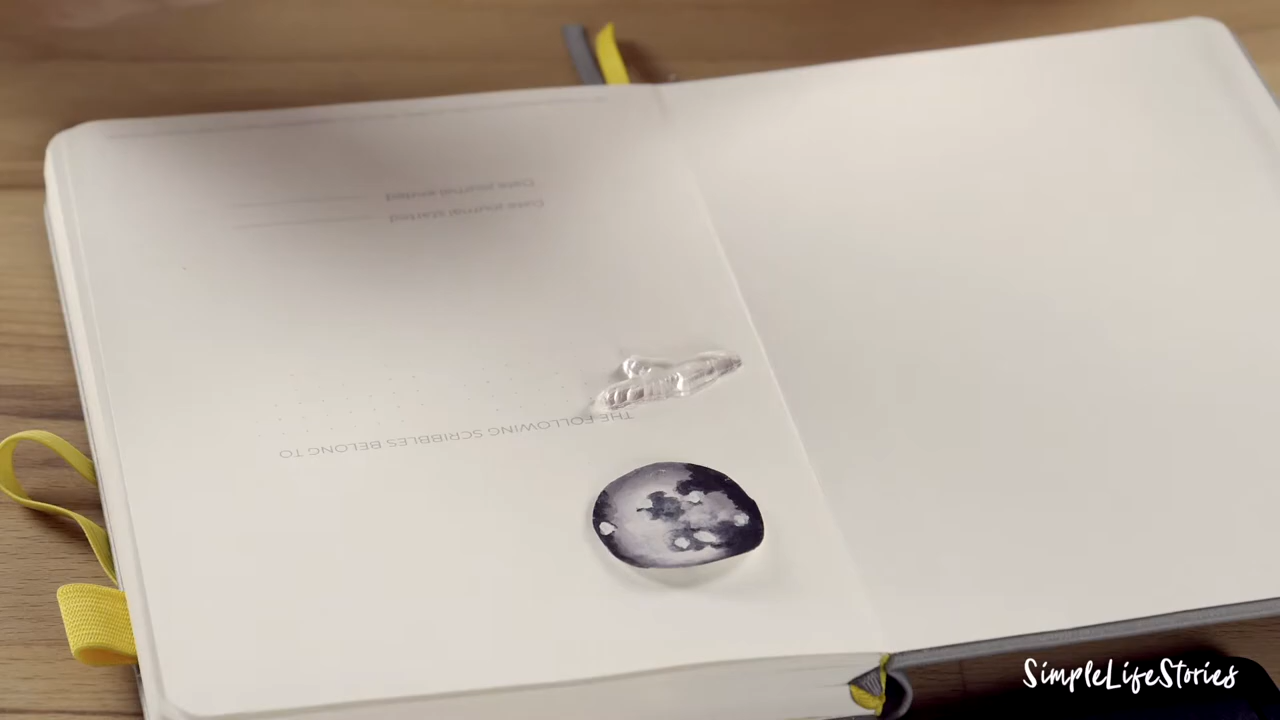 Date journal ended
Date journal started
THE FOLLOWING SCRIBBLES BELONG TO
SimpleLifeStories